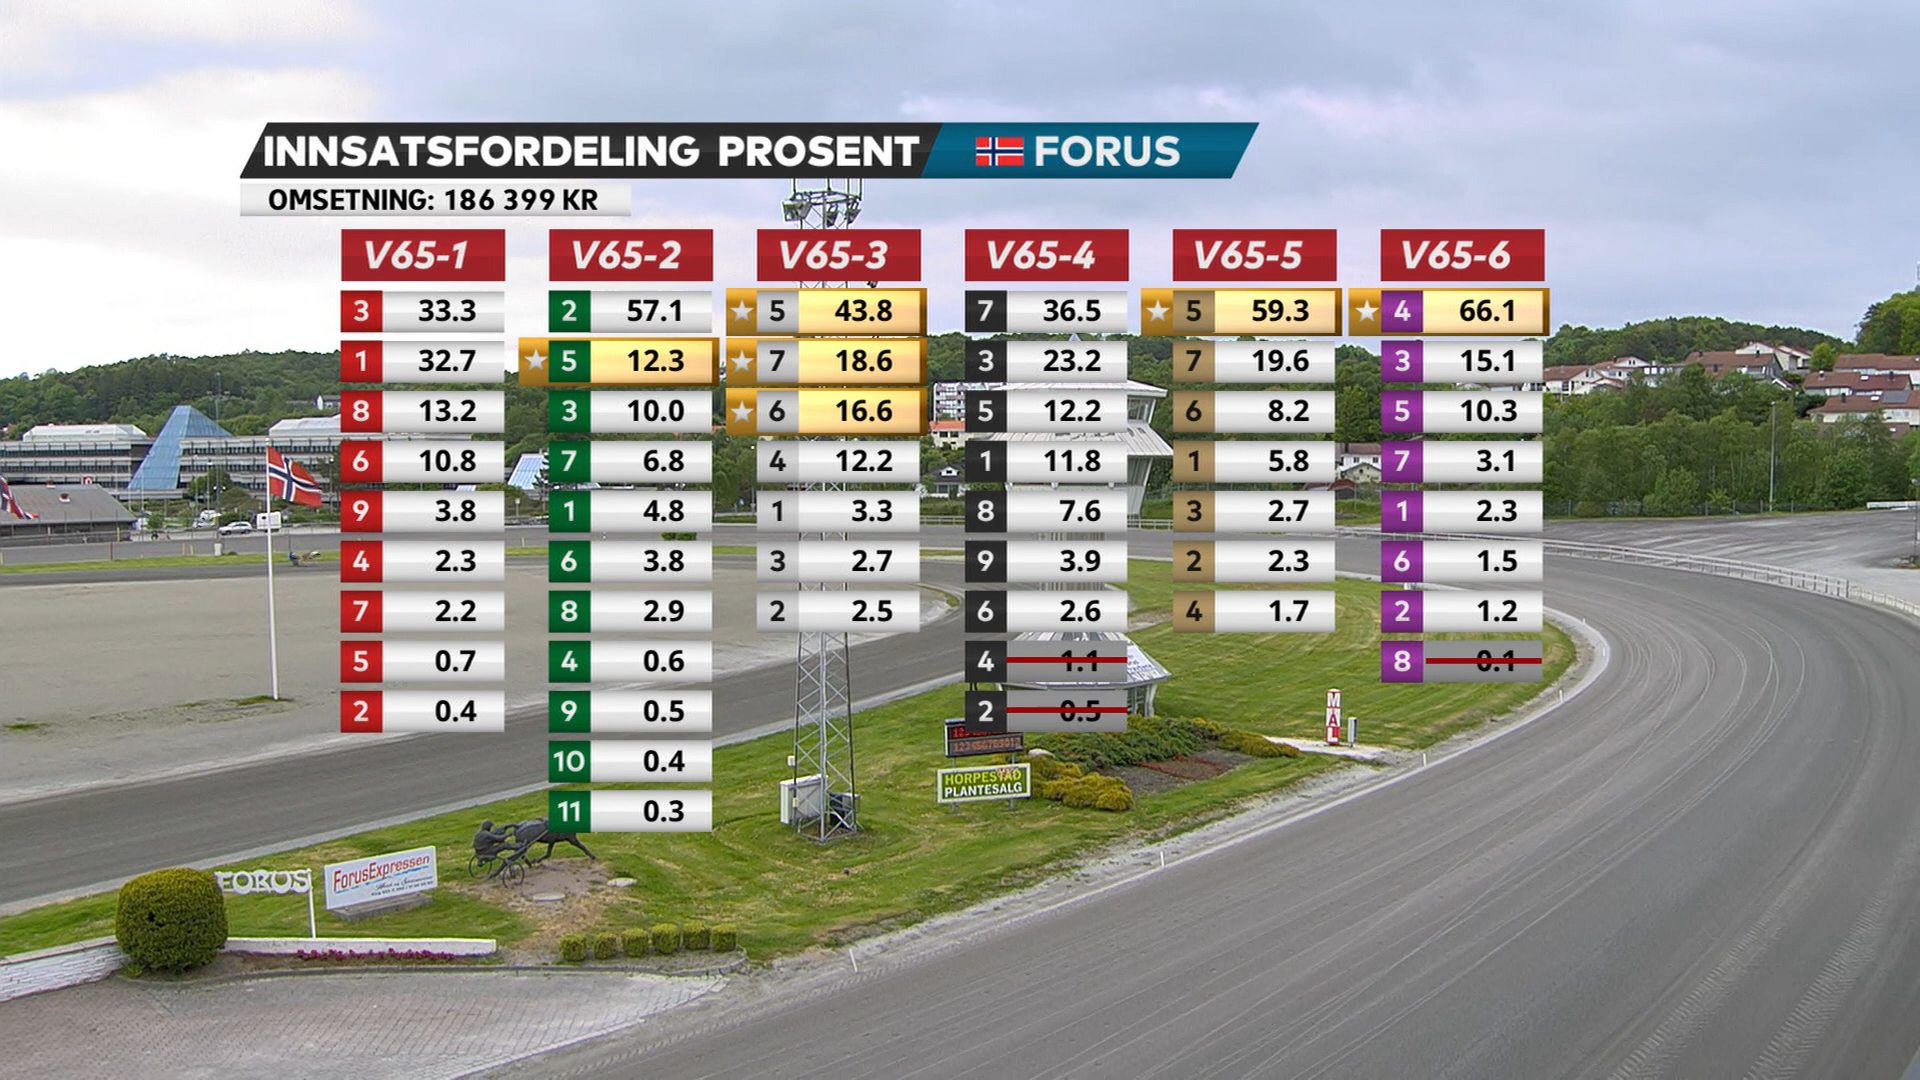 INNSATSFORDELING PROSENT FORUS
OMSETNING: 186 399 KR
V65-1 V65-2 V65-3 V65-4 V65-5 V65-6
3 33.3 2 57.1 5 43.8 7 36.5 5 59.3 4 66.1
1 32.7 5 12.3 7 18.6 3 23.2 7 19.6 3 15.1
8 13.2 3 10.0 6 16.6 5 12.2 6 8.2 5 10.3
6 10.8 7 6.8 4 12.2 1 11.8 1 5.8 7 3.1
9 3.8 1 4.8 1 3.3 8 7.6 3 2.7 1 2.3
4 2.3 6 3.8 3 2.7 9 3.9 2 2.3 6 1.5
7 2.2 8 2.9 2 2.5 6 2.6 4 1.7 2 1.2
5 0.7 4 0.6 4 1.1 8 0.1
2 0.4 9 0.5 2 0.5
10 0.4
11 0.3
MÅL
HORPESTAD
PLANTESALG
FORUS
ForusExpressen